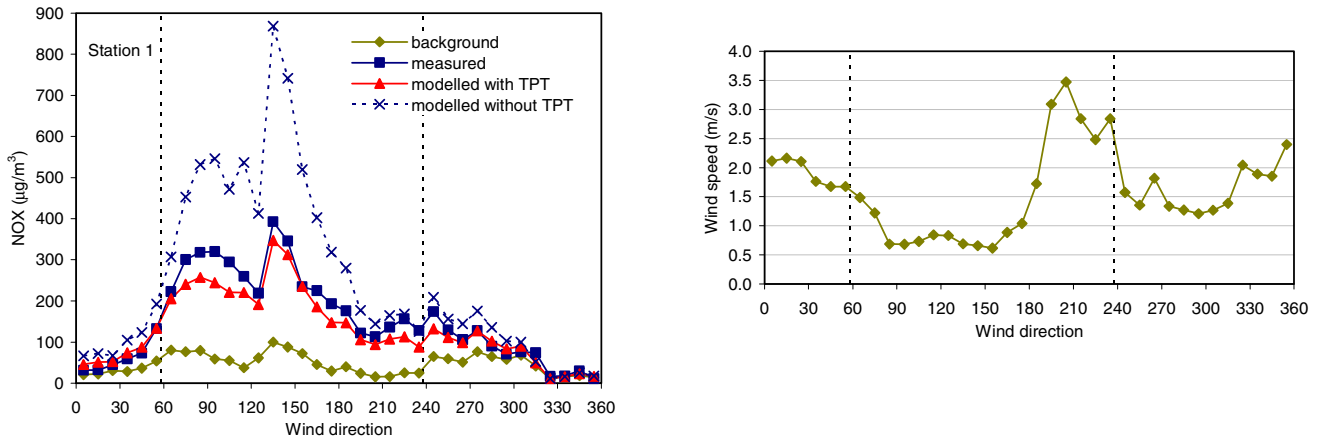 900
800
700
600
500
400
300
200
100
0
NOX (µg/m³)
Station 1
background
measured
modelled with TPT
modelled without TPT
0 30 60 90 120 150 180 210 240 270 300 330 360
Wind direction
4.0
3.5
3.0
2.5
2.0
1.5
1.0
0.5
0.0
Wind speed (m/s)
0 30 60 90 120 150 180 210 240 270 300 330 360
Wind direction